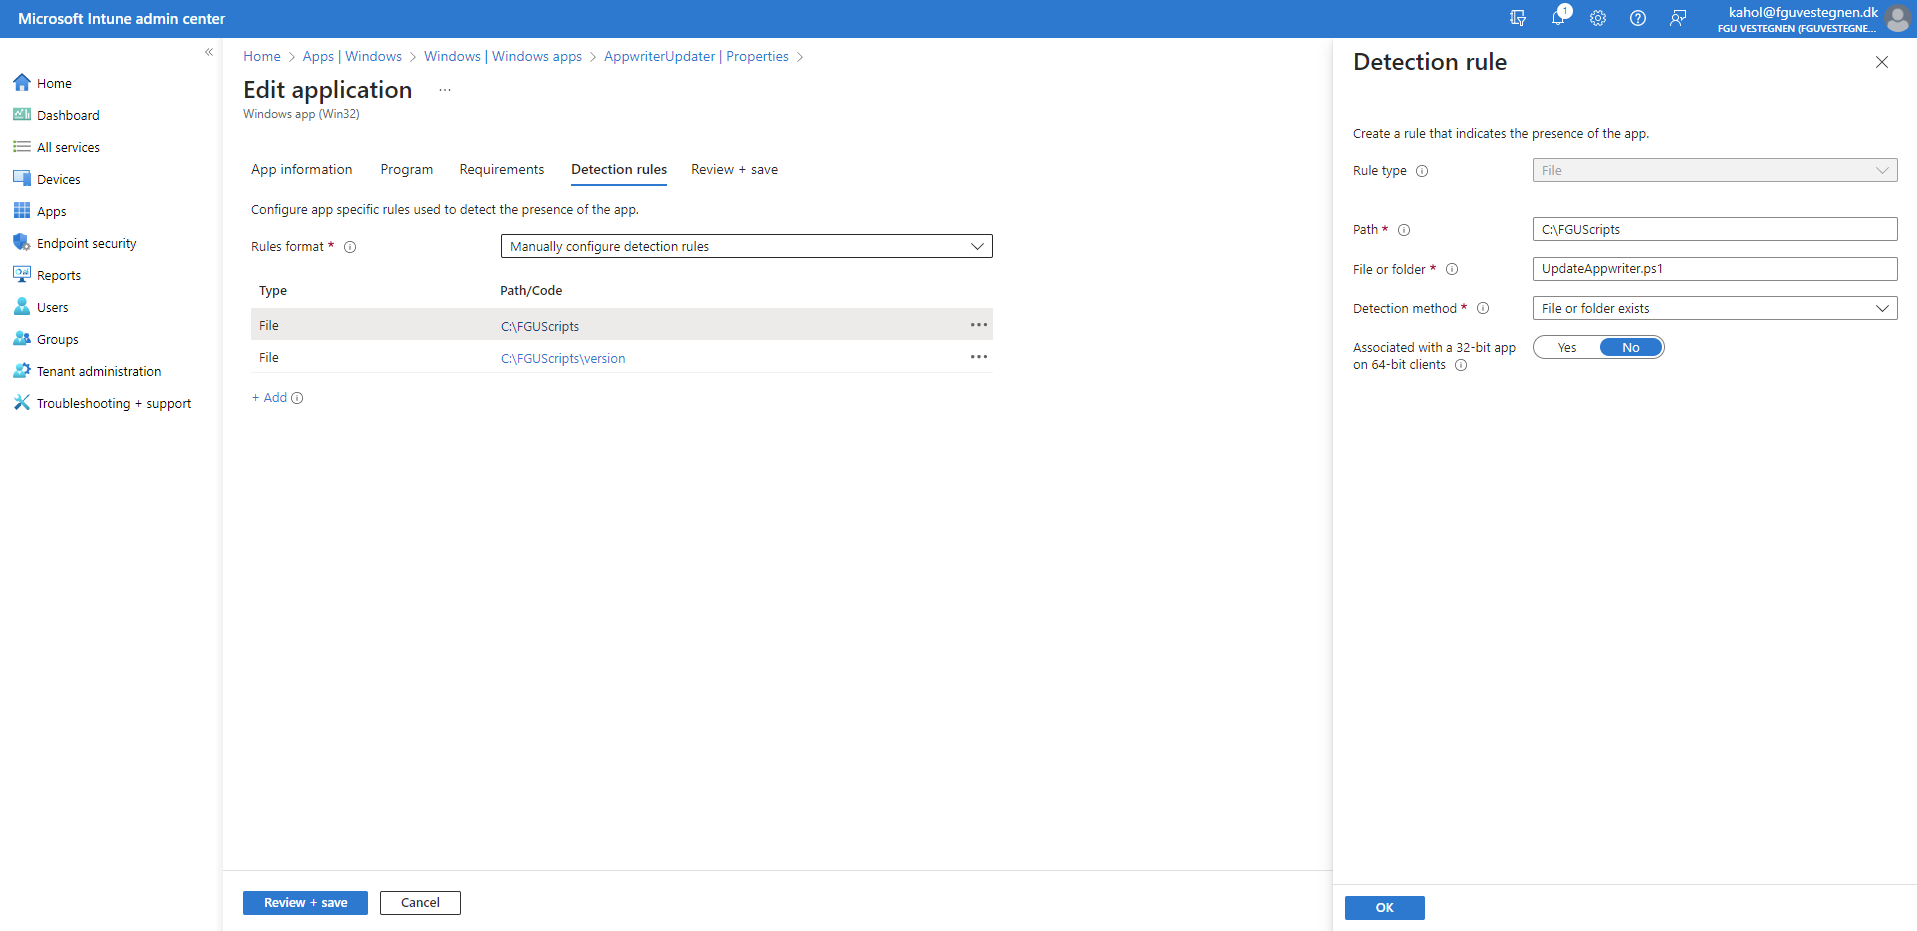 Microsoft Intune admin center
1
kahol@fguvestegnen.dk
FGU VESTEGNEN (FGUVESTEGNE...
Home
Dashboard
All services
Devices
Apps
Endpoint security
Reports
Users
Groups
Tenant administration
Troubleshooting + support
Home > Apps | Windows > Windows | Windows apps > AppwriterUpdater | Properties >
Edit application ...
Windows app (Win32)
App information Program Requirements Detection rules Review + save
Configure app specific rules used to detect the presence of the app.
Rules format * Manually configure detection rules
Type Path/Code
File C:\FGUScripts
File C:\FGUScripts\version
+ Add
Review + save Cancel
Detection rule
Create a rule that indicates the presence of the app.
Rule type File
Path * C:\FGUScripts
File or folder * UpdateAppwriter.ps1
Detection method * File or folder exists
Associated with a 32-bit app Yes No
on 64-bit clients
OK